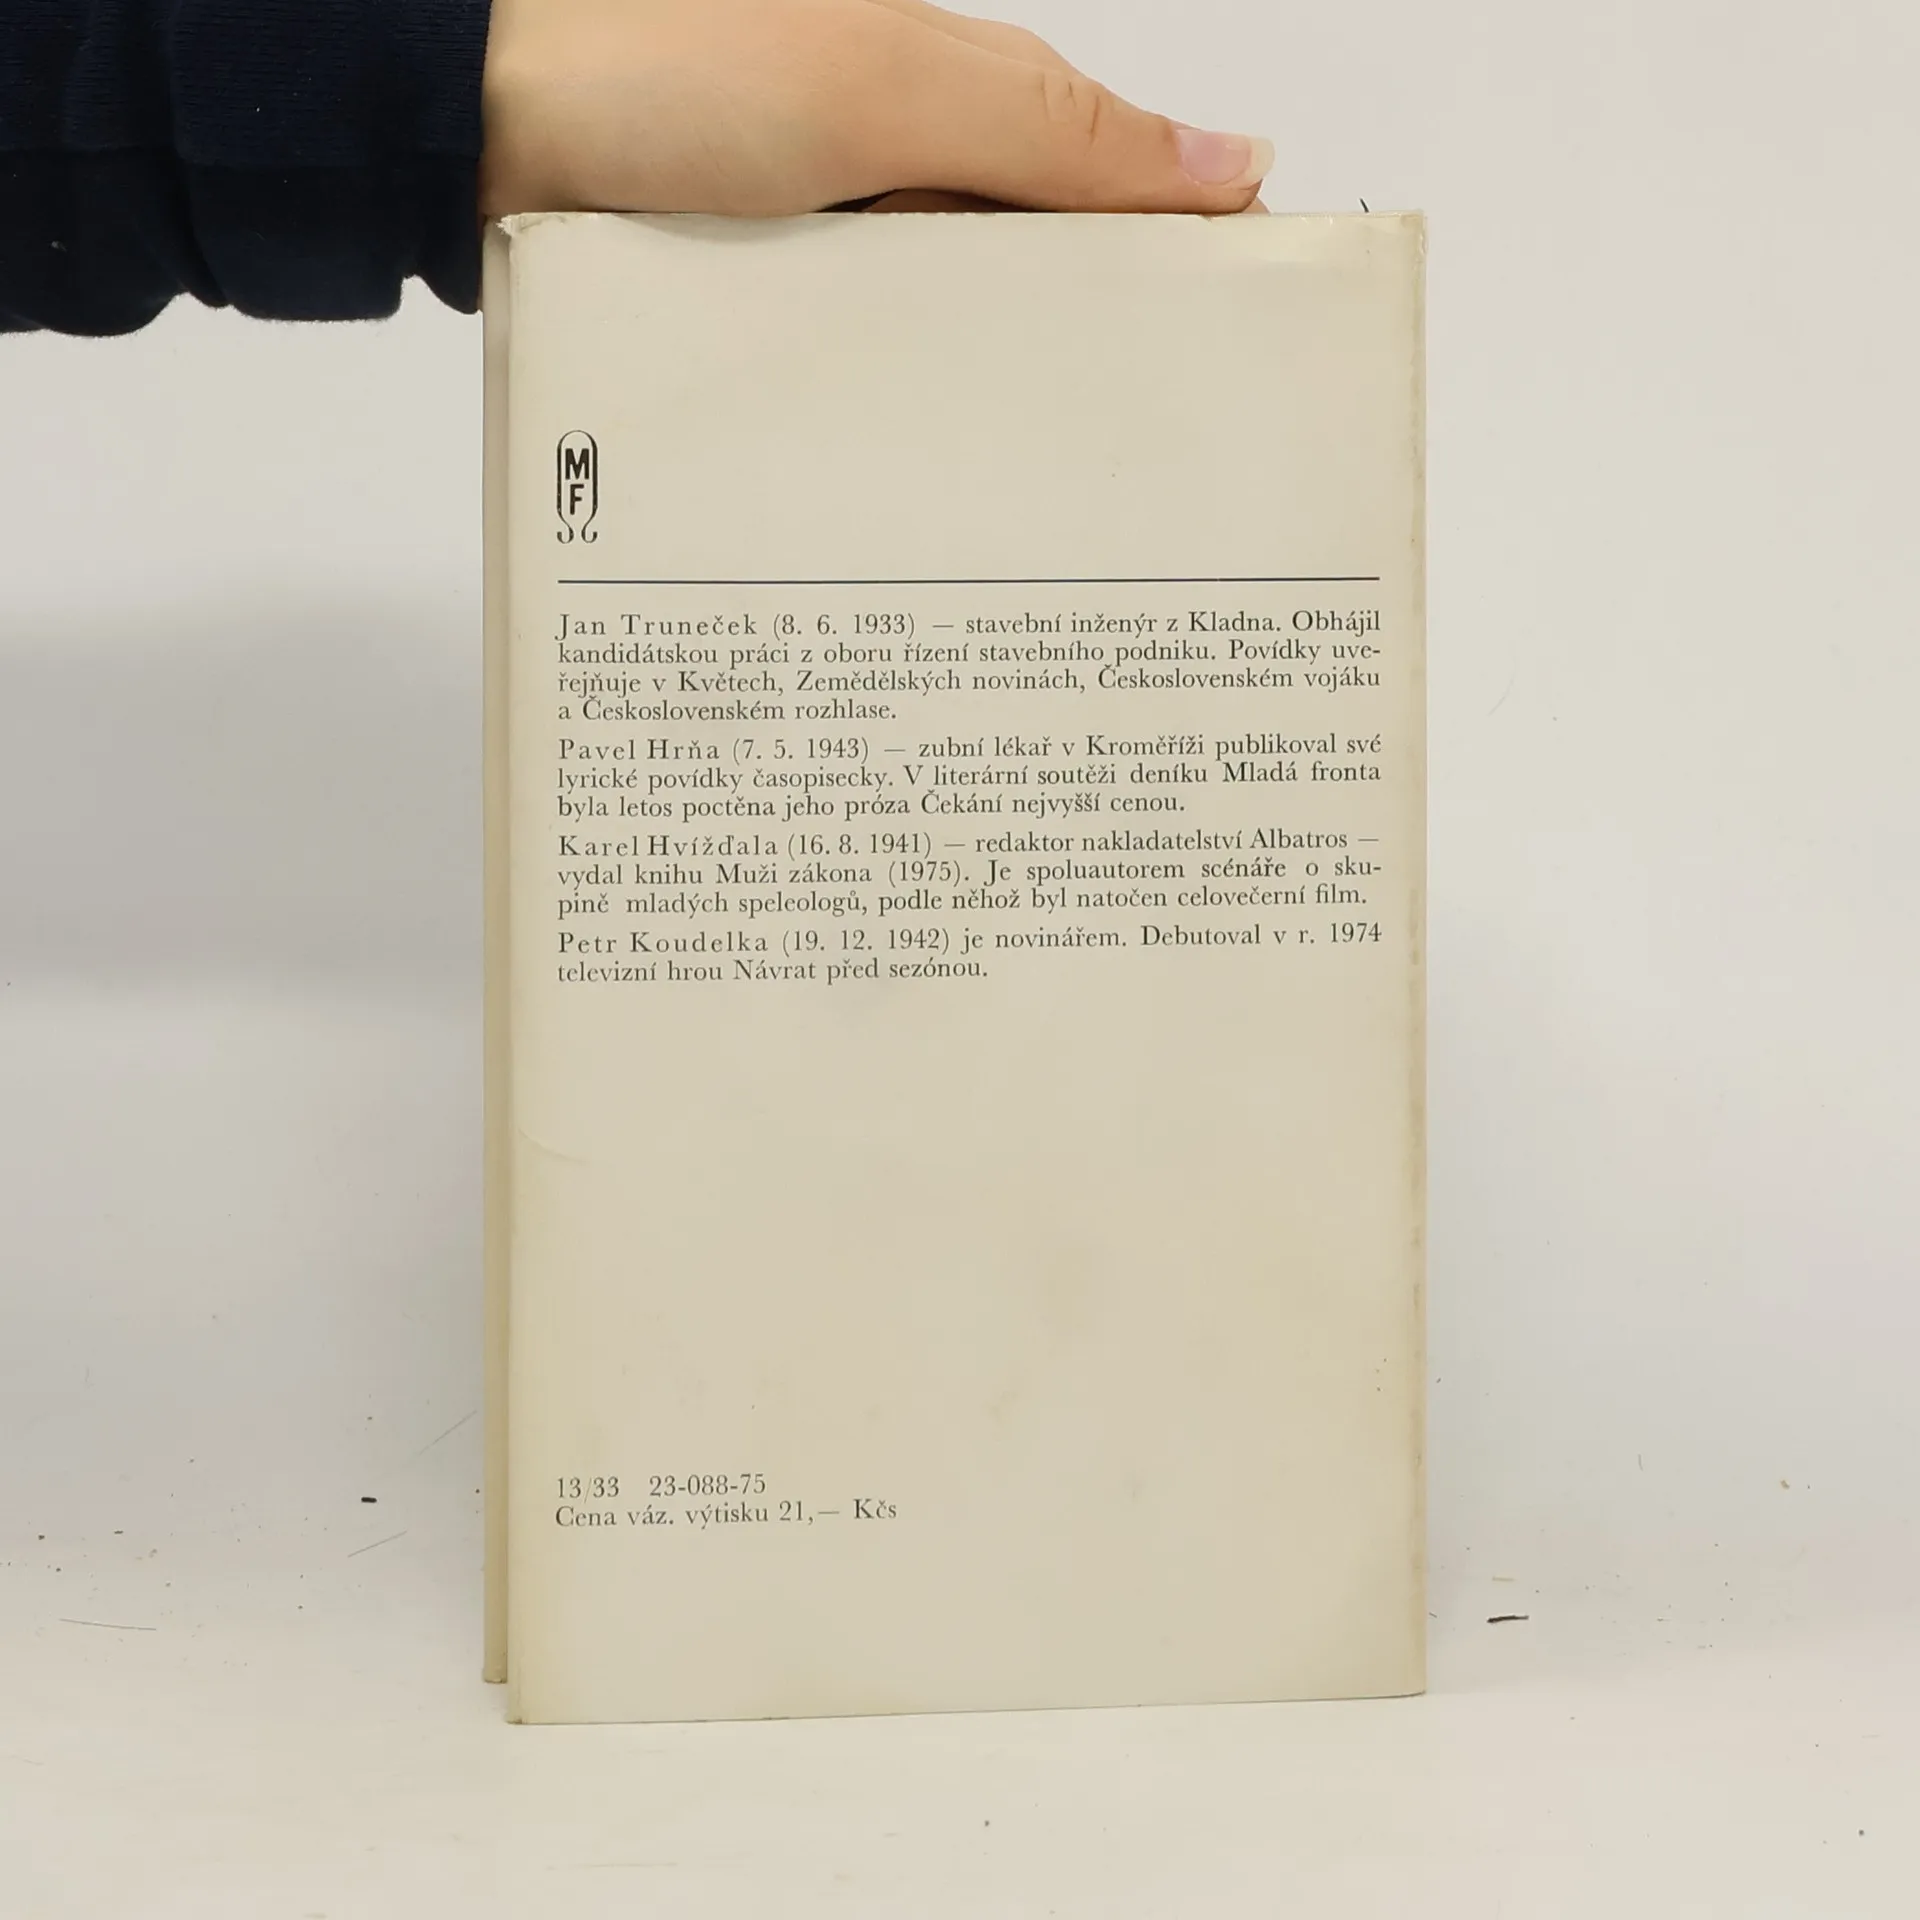 M
F
Jan Truneček (8. 6. 1933) — stavební inženýr z Kladna. Obhájil
kandidátskou práci z oboru řízení stavebního podniku. Povídky uve-
řejňuje v Květech, Zemědělských novinách, Československém vojáku
a Československém rozhlase.
Pavel Hrňa (7. 5. 1943) — zubní lékař v Kroměříži publikoval své
lyrické povídky časopisecky. V literární soutěži deníku Mladá fronta
byla letos poctěna jeho próza Čekání nejvyšší cenou.
Karel Hvížďala (16. 8. 1941) — redaktor nakladatelství Albatros —
vydal knihu Muži zákona (1975). Je spoluautorem scénáře o sku-
pině mladých speleologů, podle něhož byl natočen celovečerní film.
Petr Koudelka (19. 12. 1942) je novinářem. Debutoval v r. 1974
televizní hrou Návrat před sezónou.
13/33 23-088-75
Cena váz. výtisku 21,— Kčs